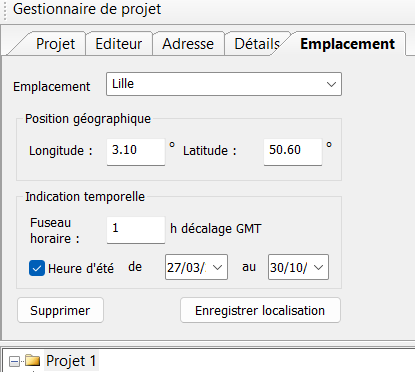 Gestionnaire de projet
Projet Editeur Adresse Détails Emplacement
Emplacement Lille
Position géographique
Longitude : 3.10 ° Latitude : 50.60 °
Indication temporelle
Fuseau
horaire : 1 h décalage GMT
Heure d'été de 27/03/ au 30/10/
Supprimer Enregistrer localisation
Projet 1